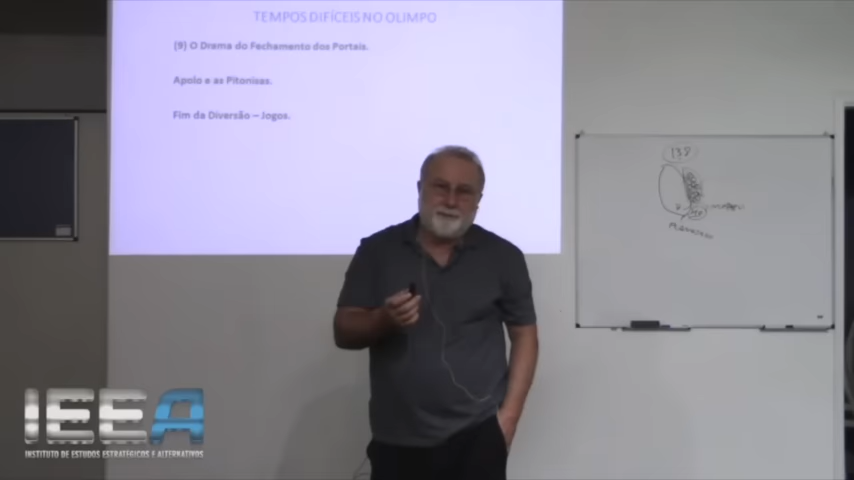 TEMPOS DIFÍCEIS NO OLIMPO
(9) O Drama do Fechamento dos Portais.
Apolo e as Pitonisas.
Fim da Diversão – Jogos.
138
IEEA
INSTITUTO DE ESTUDOS ESTRATÉGICOS E ALTERNATIVOS